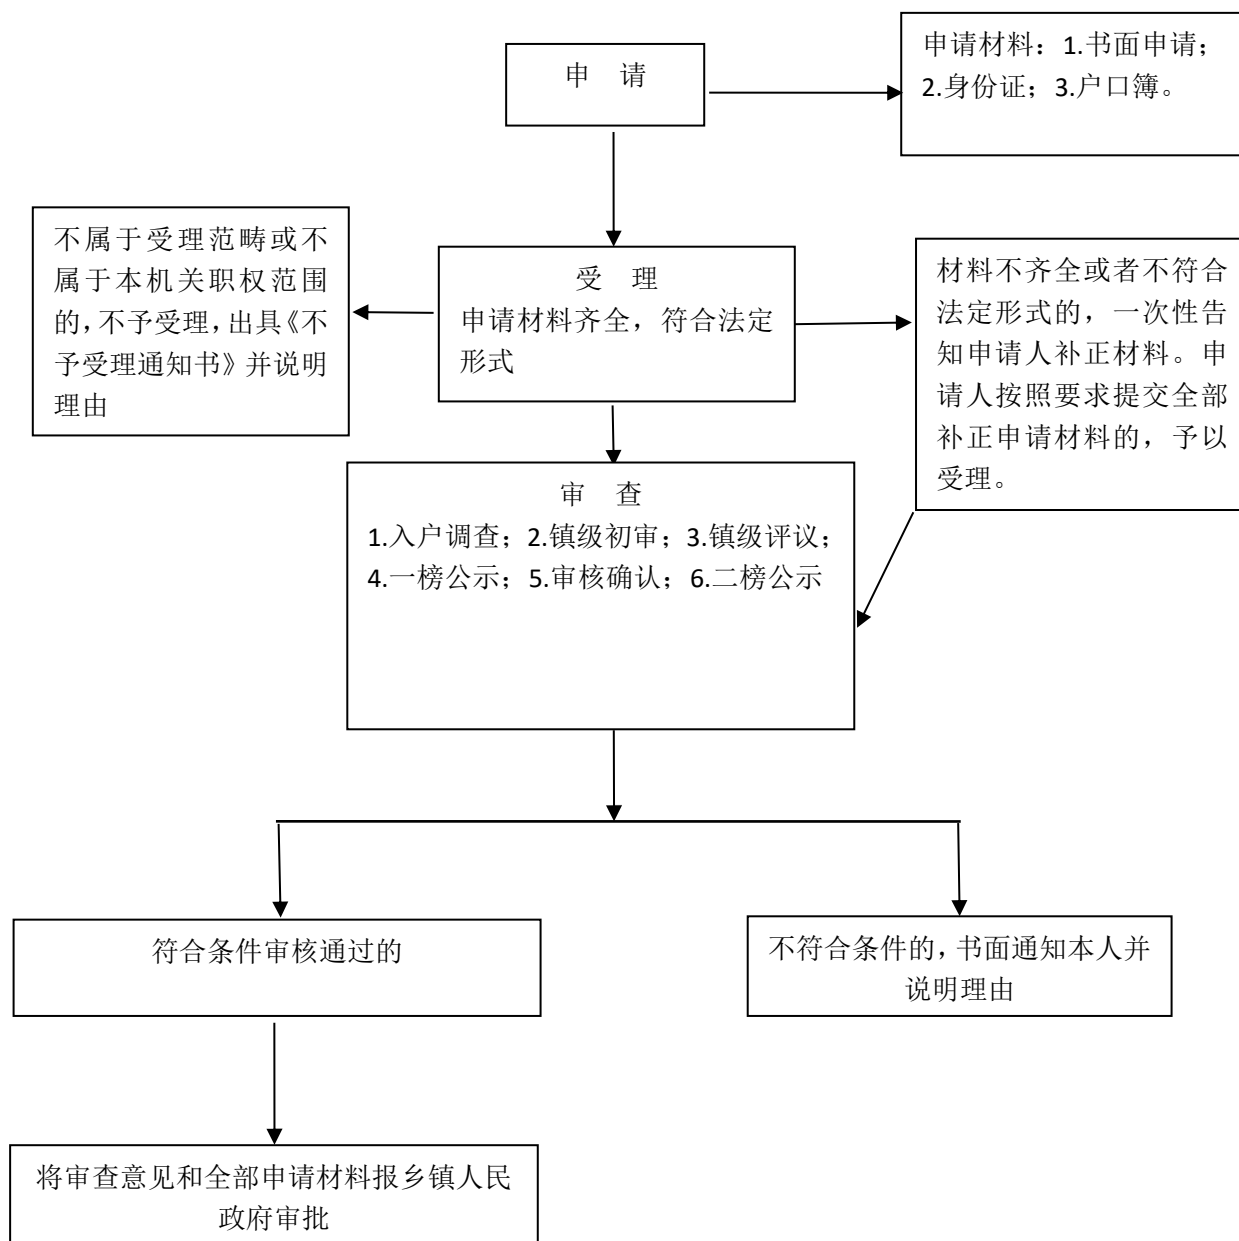 申 请
申请材料：1.书面申请；
2.身份证；3.户口簿。
不属于受理范畴或不
属于本机关职权范围
的，不予受理，出具《不
予受理通知书》并说明
理由
受 理
申请材料齐全，符合法定
形式
材料不齐全或者不符合
法定形式的，一次性告
知申请人补正材料。申
请人按照要求提交全部
补正申请材料的，予以
受理。
审 查
1.入户调查；2.镇级初审；3.镇级评议；
4.一榜公示；5.审核确认；6.二榜公示
符合条件审核通过的
不符合条件的，书面通知本人并
说明理由
将审查意见和全部申请材料报乡镇人民
政府审批